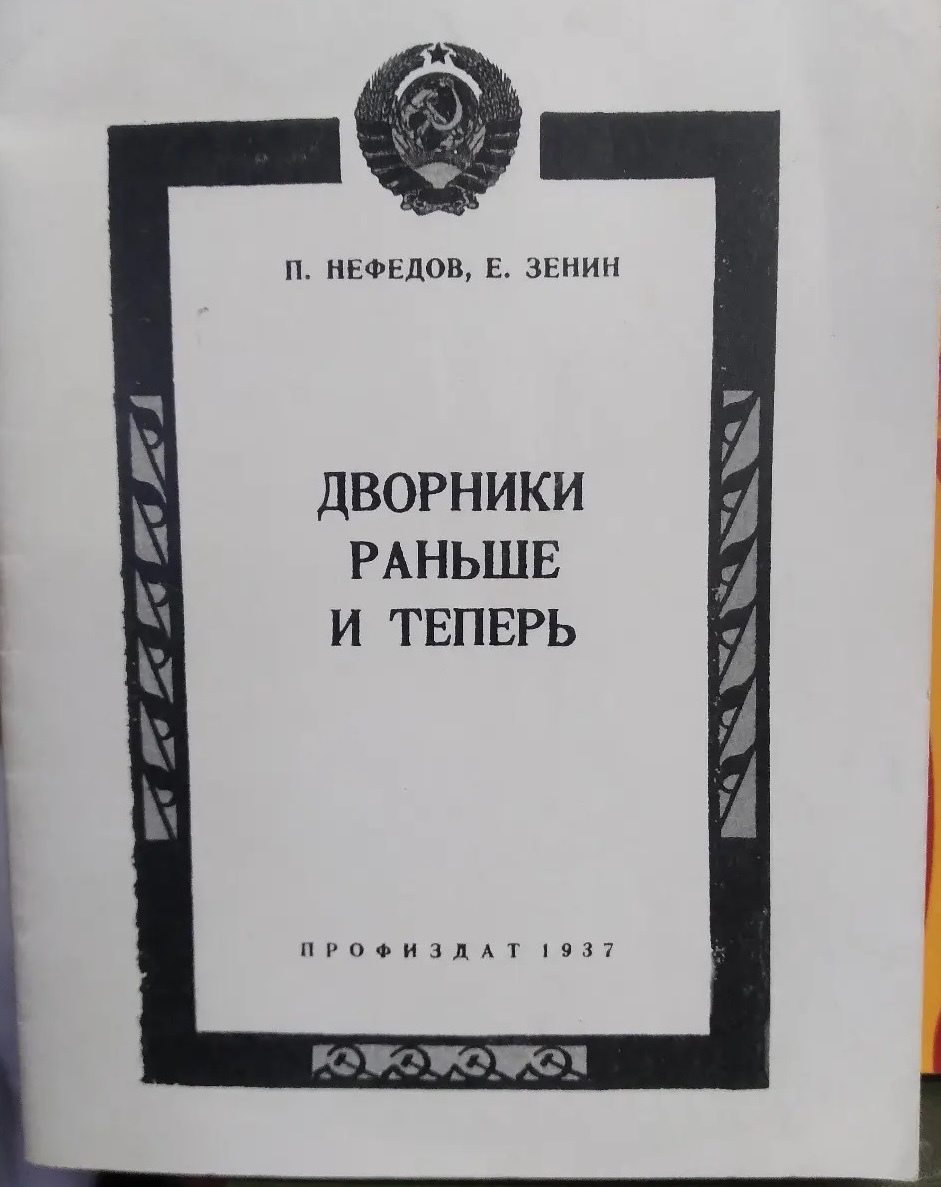 П. НЕФЕДОВ, Е. ЗЕНИН
ДВОРНИКИ
РАНЬШЕ
И ТЕПЕРЬ
ПРОФИЗДАТ 1937